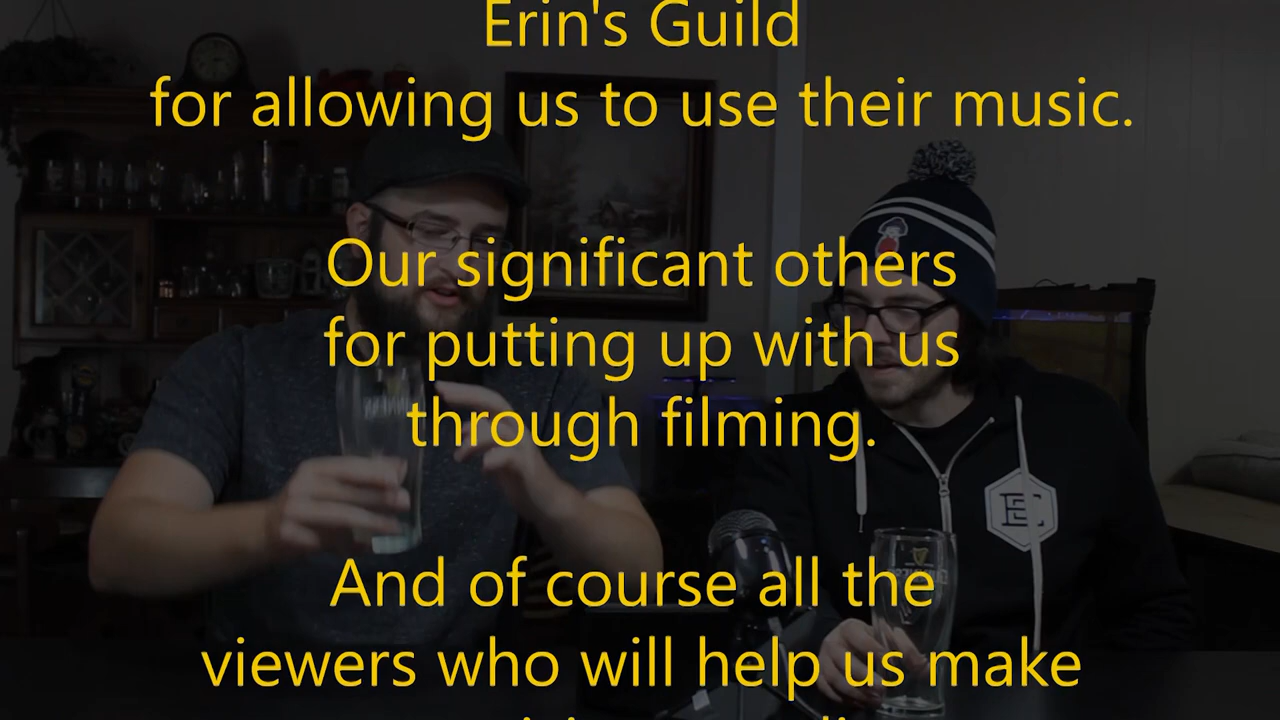 Erin's Guild
for allowing us to use their music.
Our significant others
for putting up with us
through filming.
And of course all the
viewers who will help us make